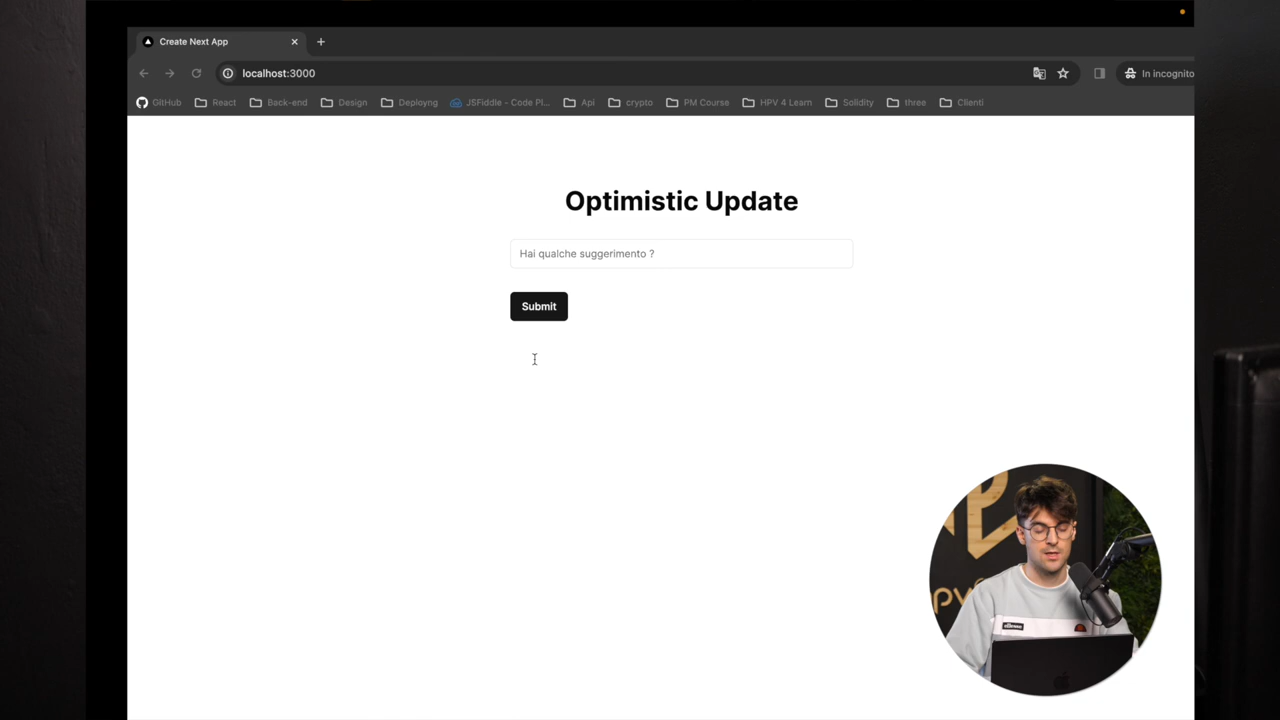 Create Next App
localhost:3000
In incognito
GitHub
React
Back-end
Design
Deployng
JSFiddle - Code Pl...
Api
crypto
PM Course
HPV 4 Learn
Solidity
three
Clienti
Optimistic Update
Hai qualche suggerimento ?
Submit
ellesse